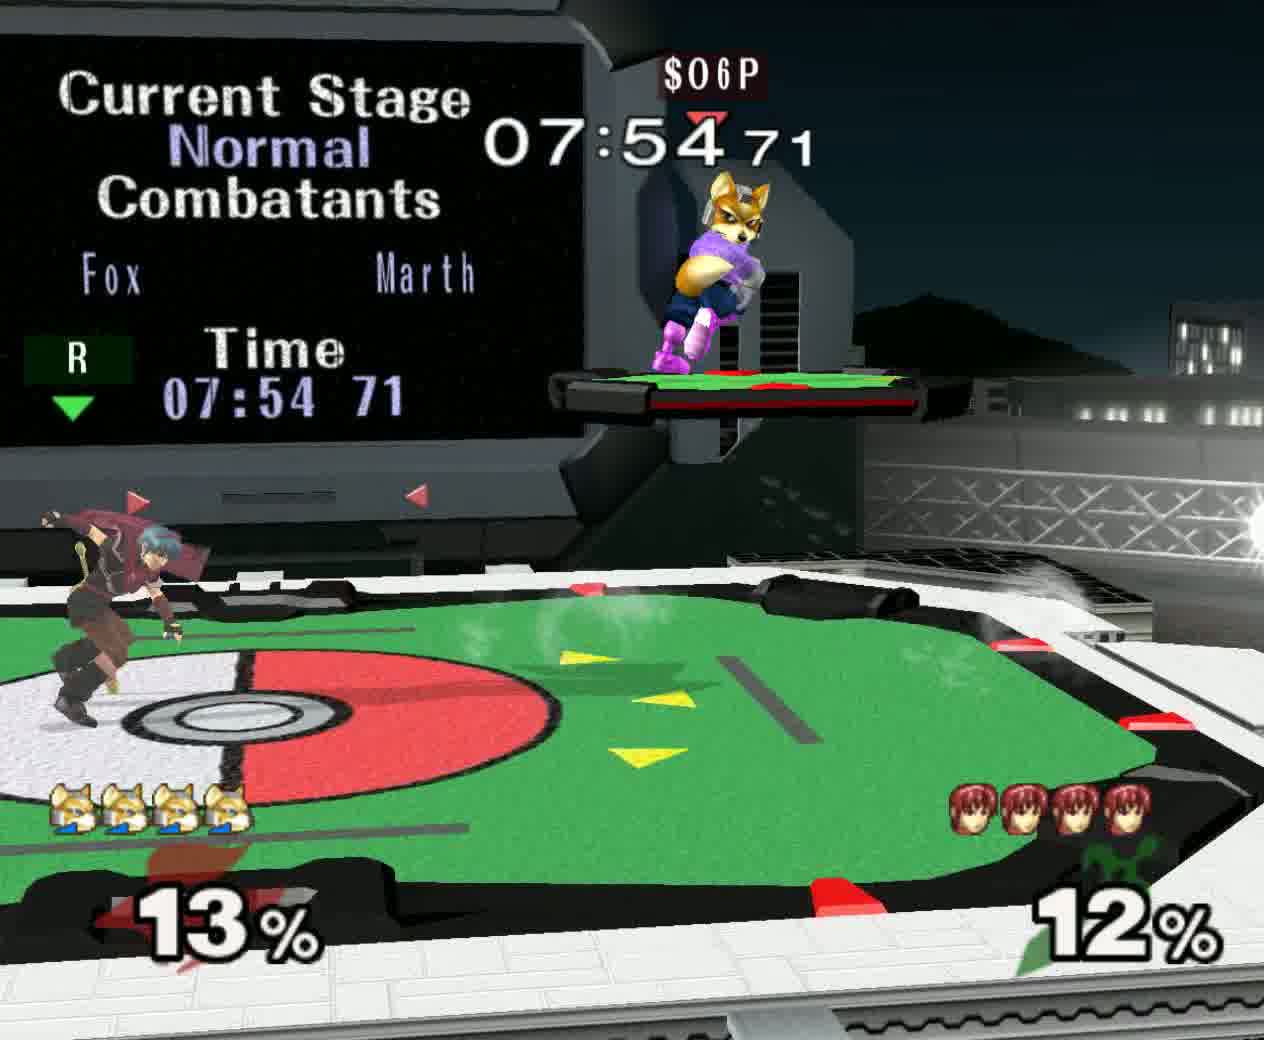 $06P
07:54 71
Current Stage
Normal
Combatants
Fox Marth
R
Time
07:54 71
13%
12%